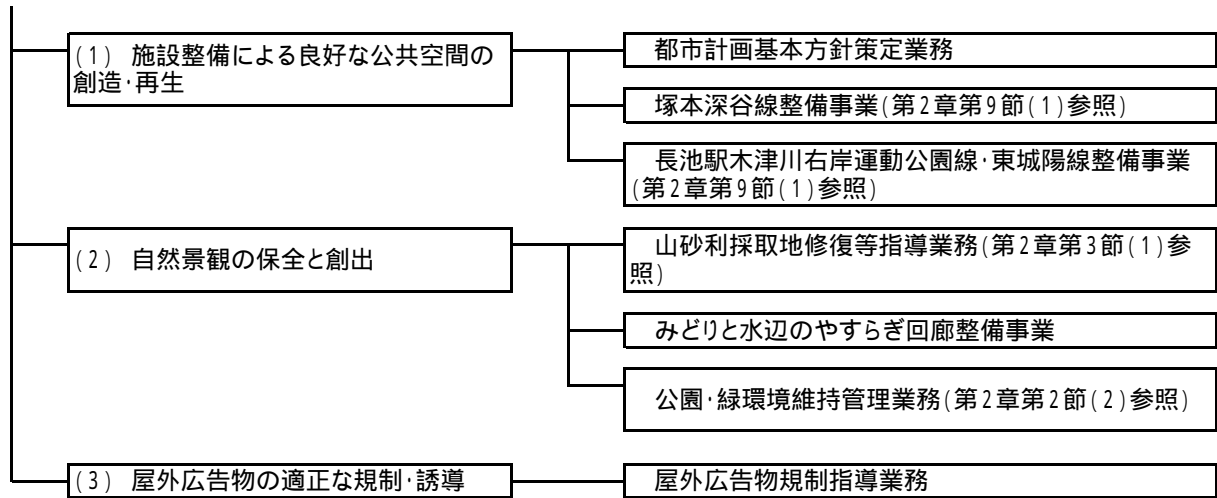 (1) 施設整備による良好な公共空間の
創造・再生
都市計画基本方針策定業務
塚本深谷線整備事業(第2章第9節(1)参照)
長池駅木津川右岸運動公園線・東城陽線整備事業
(第2章第9節(1)参照)
(2) 自然景観の保全と創出
山砂利採取地修復等指導業務(第2章第3節(1)参
照)
みどりと水辺のやすらぎ回廊整備事業
公園・緑環境維持管理業務(第2章第2節(2)参照)
(3) 屋外広告物の適正な規制・誘導
屋外広告物規制指導業務